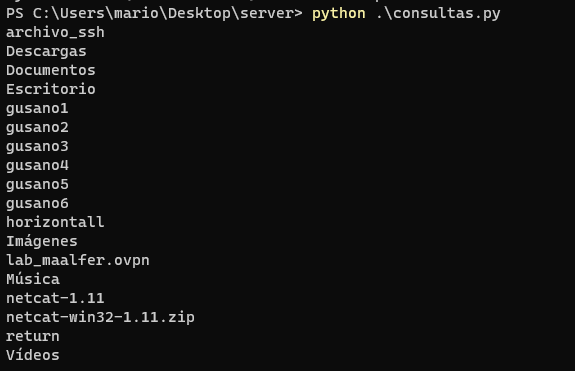 PS C:\Users\mario\Desktop\server> python .\consultas.py
archivo_ssh
Descargas
Documentos
Escritorio
gusano1
gusano2
gusano3
gusano4
gusano5
gusano6
horizontall
Imágenes
lab_maalfer.ovpn
Música
netcat-1.11
netcat-win32-1.11.zip
return
Vídeos